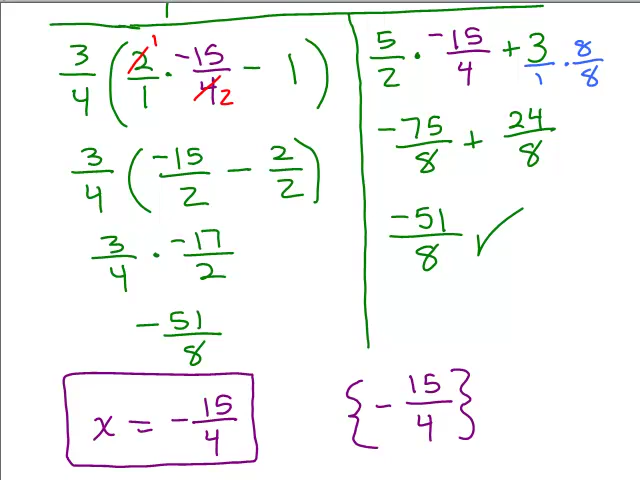 3/4 ( 2/1 · -15/4 - 1 )
1
2
3/4 ( -15/2 - 2/2 )
3/4 · -17/2
-51/8
5/2 · -15/4 + 3/1 · 8/8
-75/8 + 24/8
-51/8 ✓
x = -15/4
{ -15/4 }